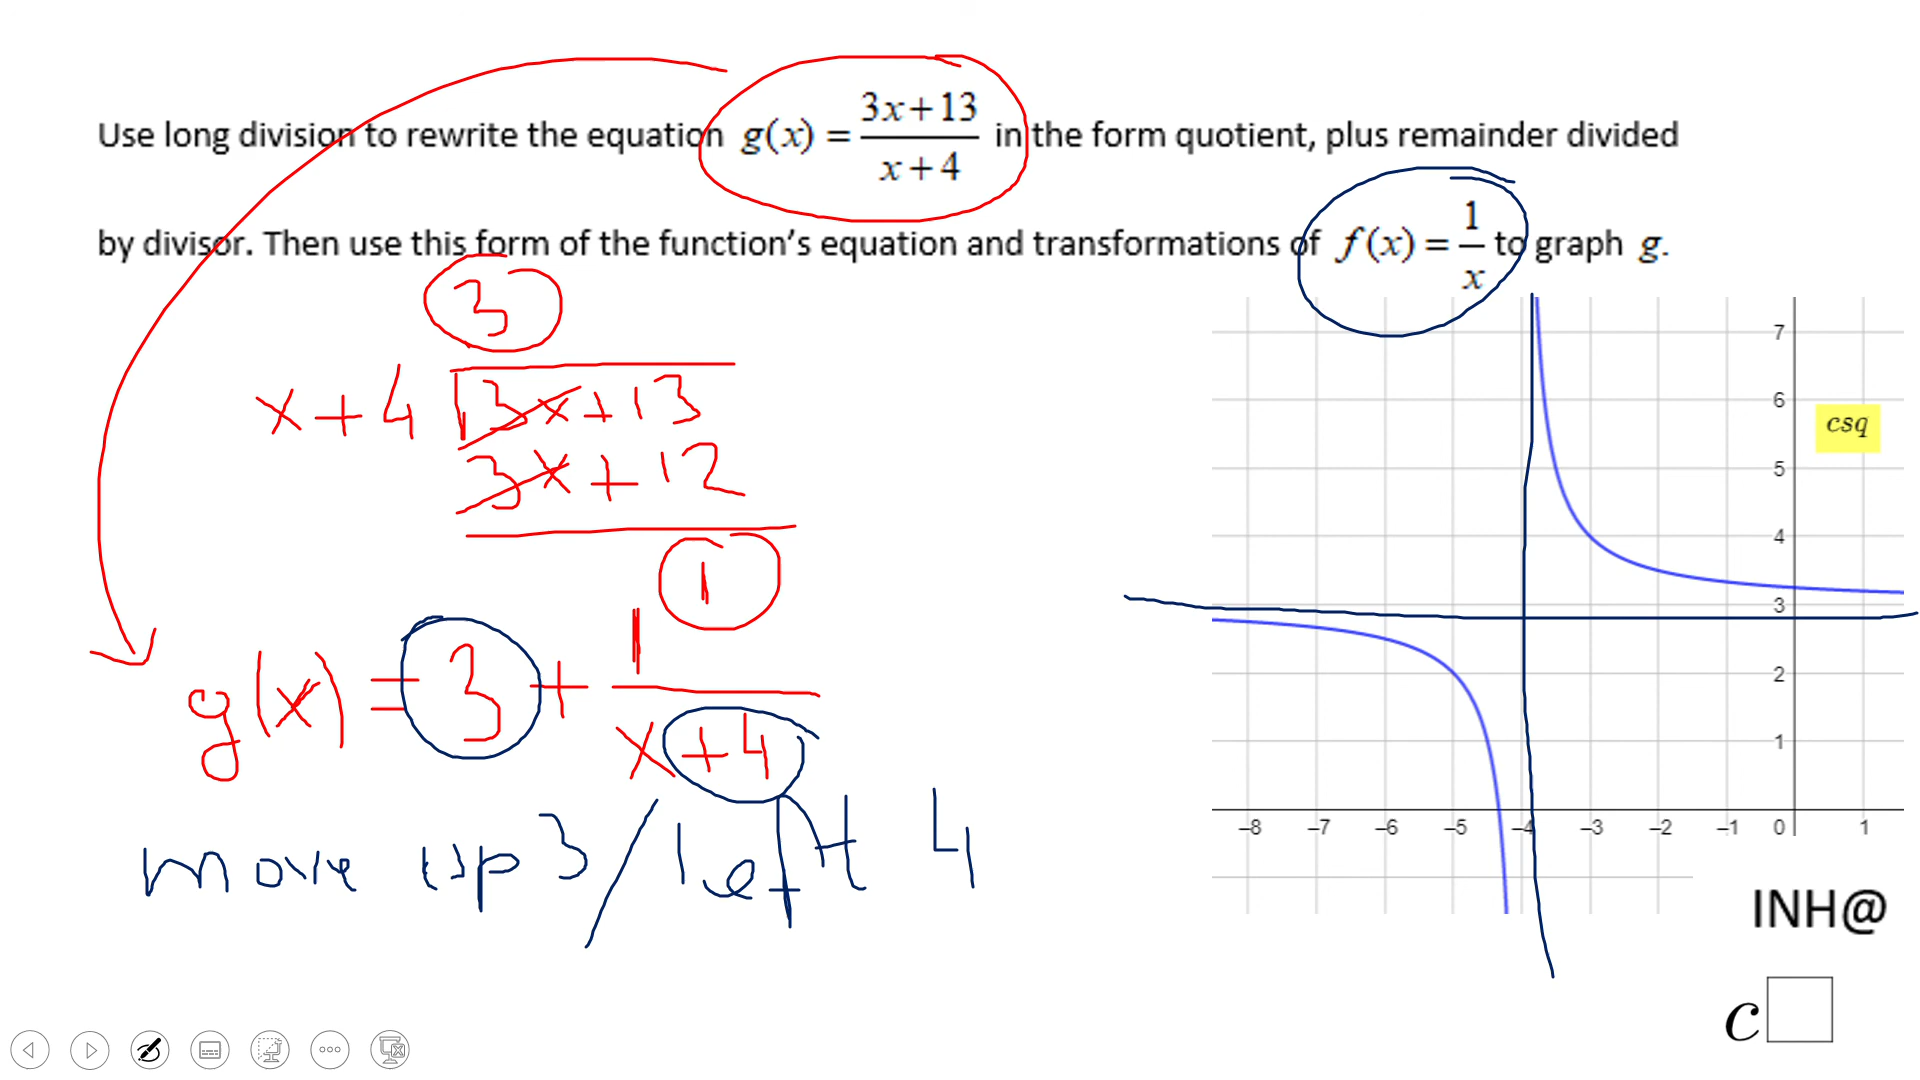 Use long division to rewrite the equation g(x) = (3x+13)/(x+4) in the form quotient, plus remainder divided
by divisor. Then use this form of the function's equation and transformations of f(x) = 1/x to graph g.
3
x+4 3x+13
3x+12
1
g(x) = 3 + 1/(x+4)
move up 3 / left 4
7
6
csq
5
4
3
2
1
-8 -7 -6 -5 -4 -3 -2 -1 0 1
INH@
c